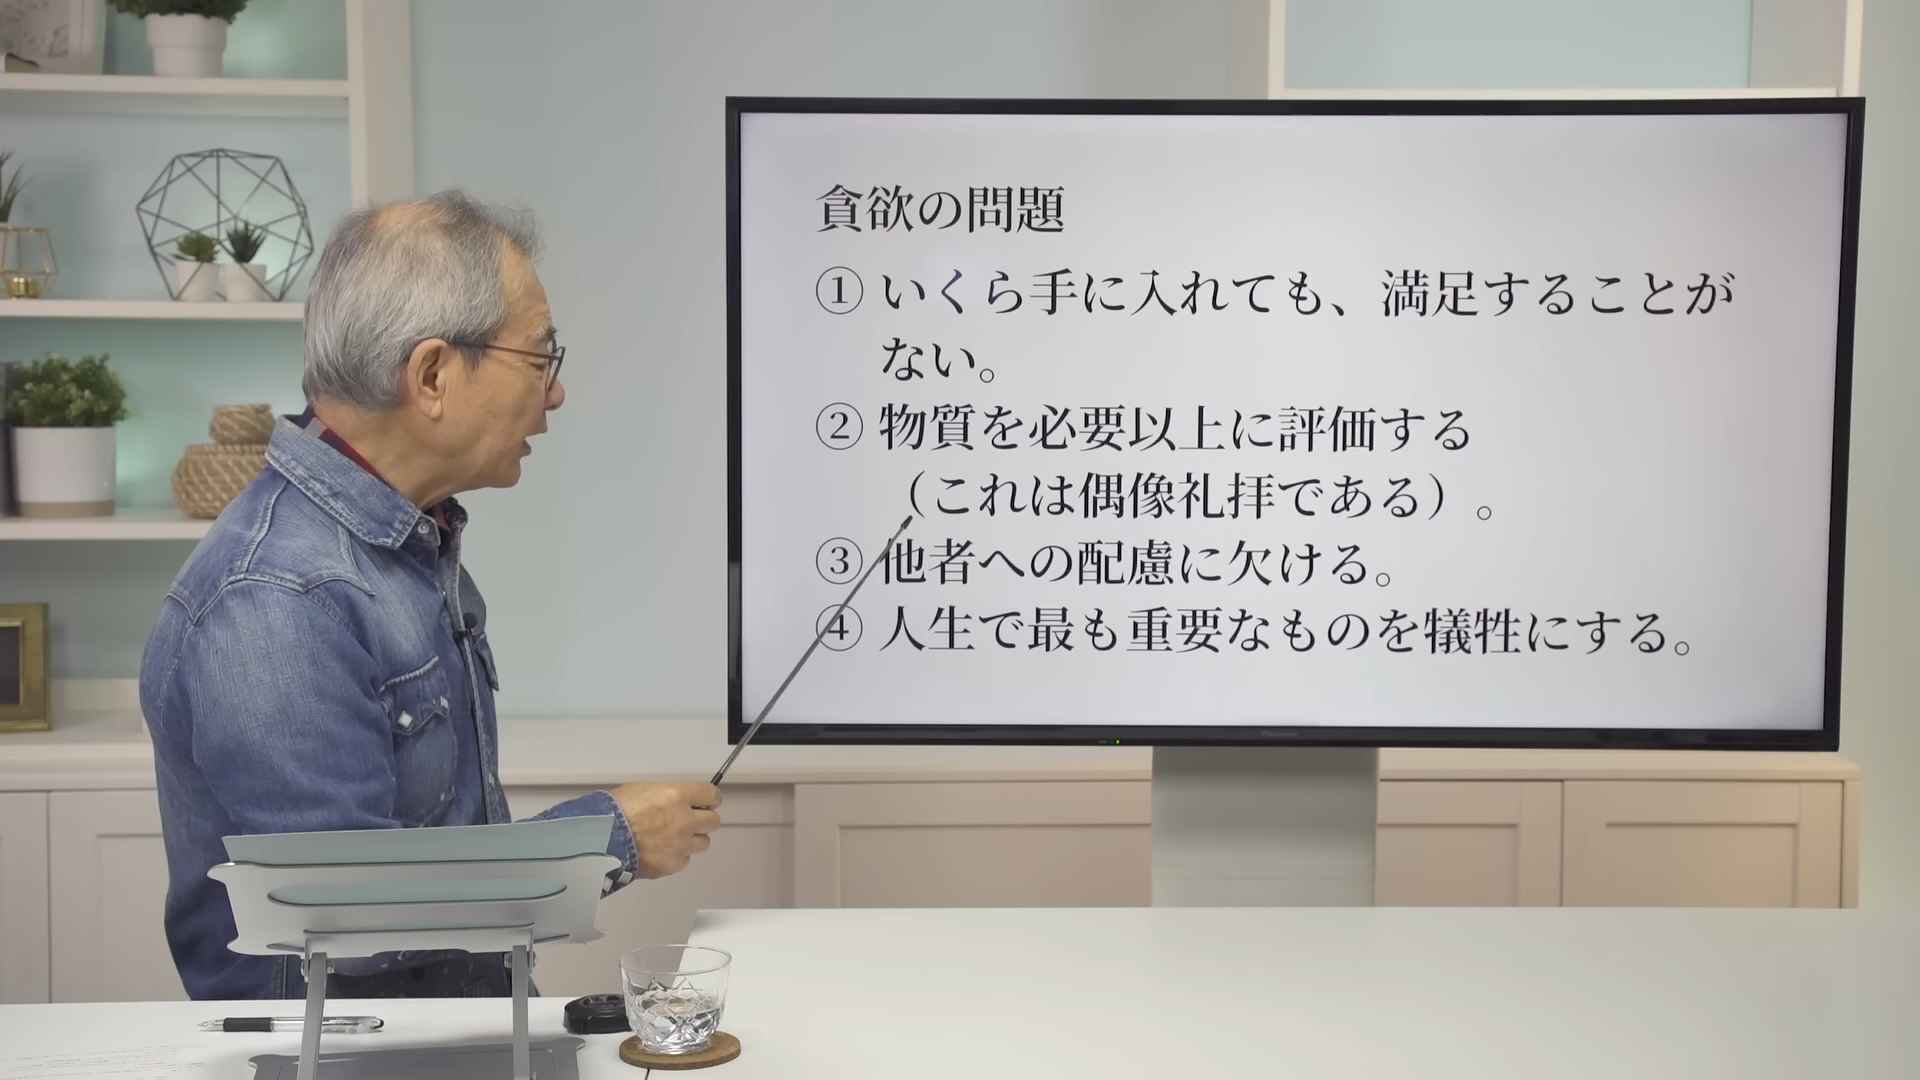 貪欲の問題
① いくら手に入れても、満足することが
ない。
② 物質を必要以上に評価する
（これは偶像礼拝である）。
③ 他者への配慮に欠ける。
④ 人生で最も重要なものを犠牲にする。